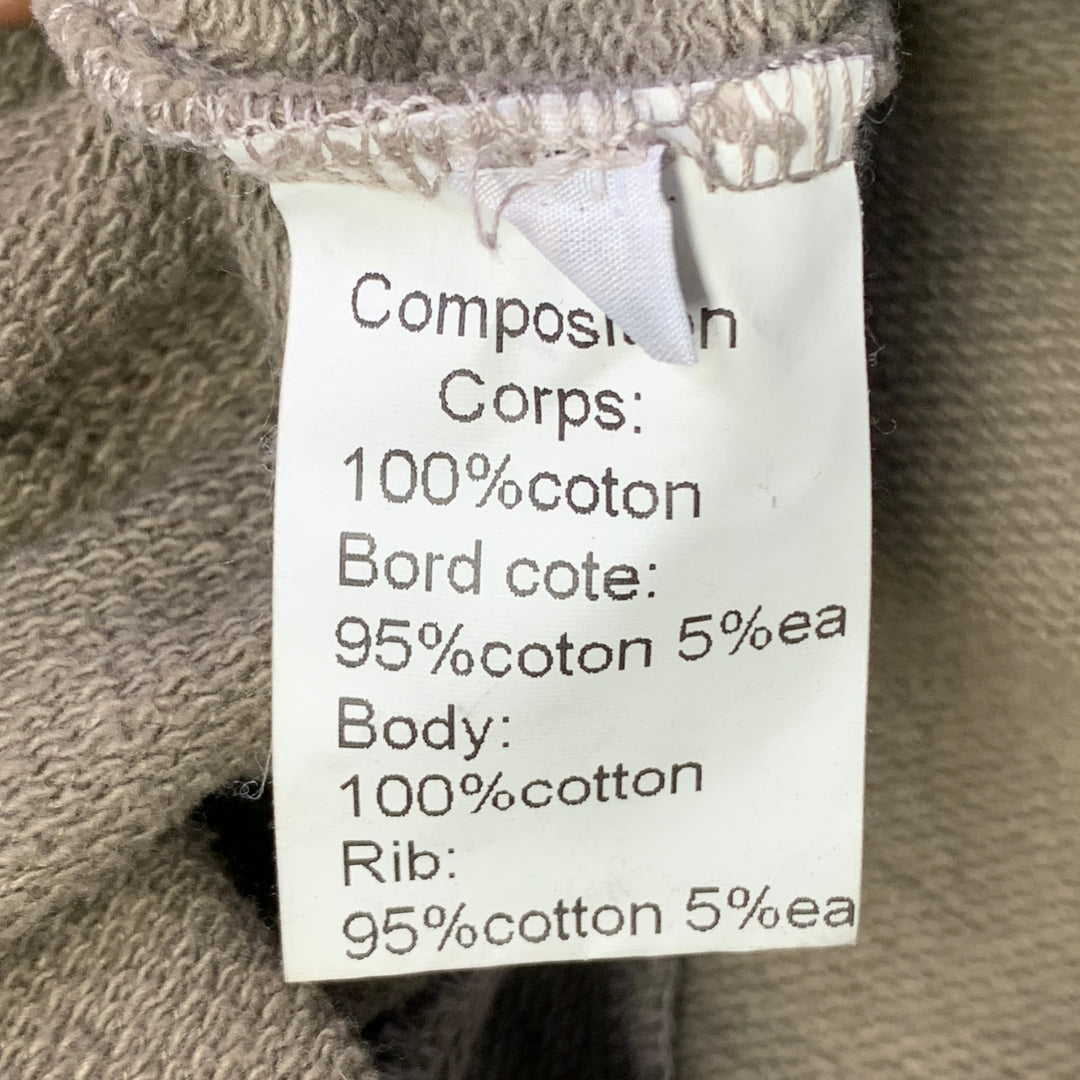 Corps:
100%coton
Bord cote:
95%coton 5%ea
Body:
100%cotton
Rib:
95%cotton 5%ea